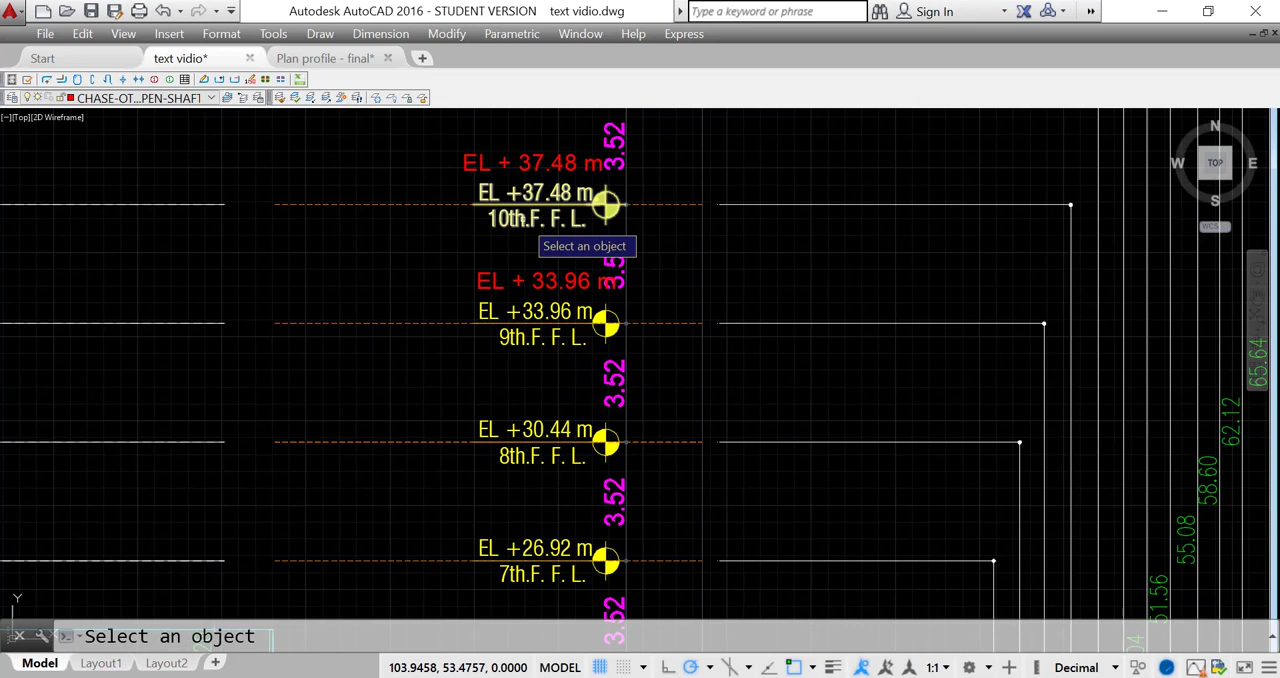 Autodesk AutoCAD 2016 - STUDENT VERSION text vidio.dwg
Type a keyword or phrase
Sign In
File Edit View Insert Format Tools Draw Dimension Modify Parametric Window Help Express
Start
text vidio*
Plan profile - final*
CHASE-OT...PEN-SHAFT
[−][Top][2D Wireframe]
N
W TOP E
S
WCS
3.52
EL + 37.48 m
EL +37.48 m
10th.F. F. L.
Select an object
EL + 33.96 m
EL +33.96 m
9th.F. F. L.
3.52
EL +30.44 m
8th.F. F. L.
3.52
EL +26.92 m
7th.F. F. L.
3.52
65.64
62.12
58.60
55.08
51.56
Y
Select an object
Model Layout1 Layout2
103.9458, 53.4757, 0.0000 MODEL
1:1
Decimal